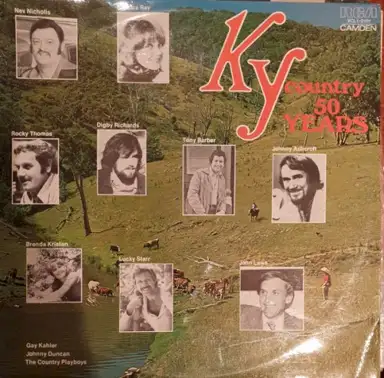 Nev Nicholls
Ray
RCA
CAMDEN
Ky country
50
YEARS
Rocky Thomas
Digby Richards
Tony Barber
Johnny Ashcroft
Brenda Kristen
Lucky Starr
John Laws
Gay Kahler
Johnny Duncan
The Country Playboys